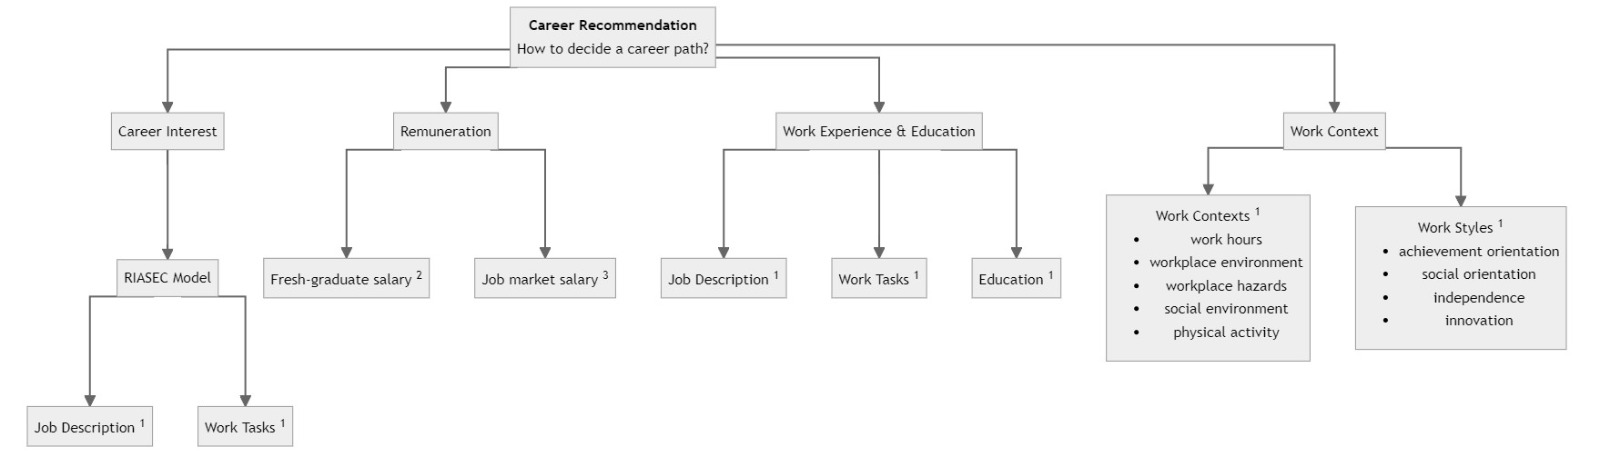 Career Recommendation
How to decide a career path?
Career Interest
Remuneration
Work Experience & Education
Work Context
RIASEC Model
Fresh-graduate salary ²
Job market salary ³
Job Description ¹
Work Tasks ¹
Education ¹
Work Contexts ¹
• work hours
• workplace environment
• workplace hazards
• social environment
• physical activity
Work Styles ¹
• achievement orientation
• social orientation
• independence
• innovation
Job Description ¹
Work Tasks ¹